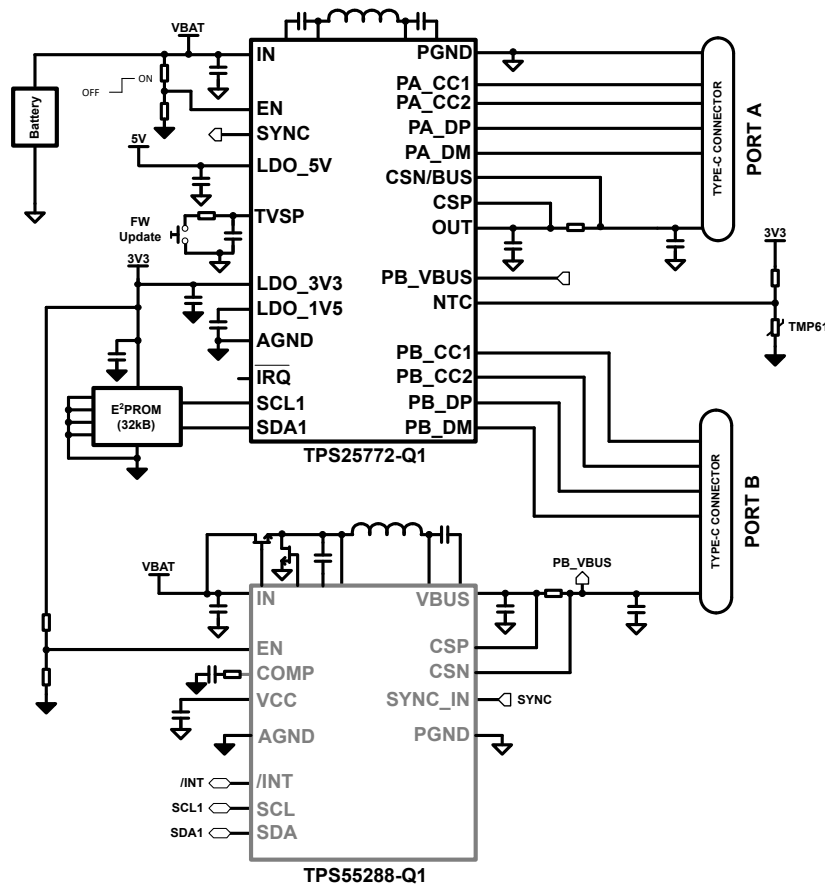 VBAT
IN
PGND
PA_CC1
PA_CC2
PA_DP
PA_DM
CSN/BUS
CSP
OUT
ON
OFF
EN
SYNC
Battery
5V
LDO_5V
TVSP
FW
Update
3V3
LDO_3V3
LDO_1V5
AGND
IRQ
SCL1
SDA1
E²PROM
(32kB)
PB_VBUS
NTC
PB_CC1
PB_CC2
PB_DP
PB_DM
TPS25772-Q1
TYPE-C CONNECTOR
PORT A
3V3
TMP61
TYPE-C CONNECTOR
PORT B
VBAT
IN
EN
COMP
VCC
AGND
/INT
/INT
SCL1
SCL
SDA1
SDA
VBUS
CSP
CSN
SYNC_IN
SYNC
PGND
PB_VBUS
TPS55288-Q1